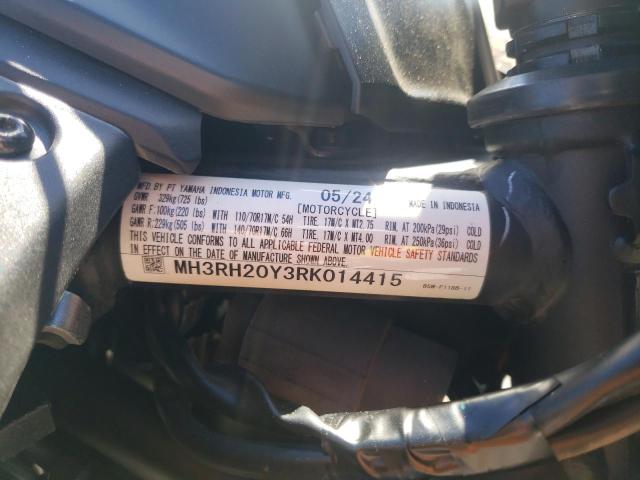 MFD. BY PT YAMAHA INDONESIA MOTOR MFG. 05/24 MADE IN INDONESIA
GVWR 329kg(725 lbs) [MOTORCYCLE]
GAWR F. 100kg(220 lbs) WITH 110/70R17M/C 54H TIRE, 17M/C X MT2.75 RIM, AT 200kPa(29psi) COLD
GAWR R. 229kg(505 lbs) WITH 140/70R17M/C 66H TIRE, 17M/C X MT4.00 RIM, AT 250kPa(36psi) COLD
THIS VEHICLE CONFORMS TO ALL APPLICABLE FEDERAL MOTOR VEHICLE SAFETY STANDARDS
IN EFFECT ON THE DATE OF MANUFACTURE SHOWN ABOVE.
MH3RH20Y3RK014415